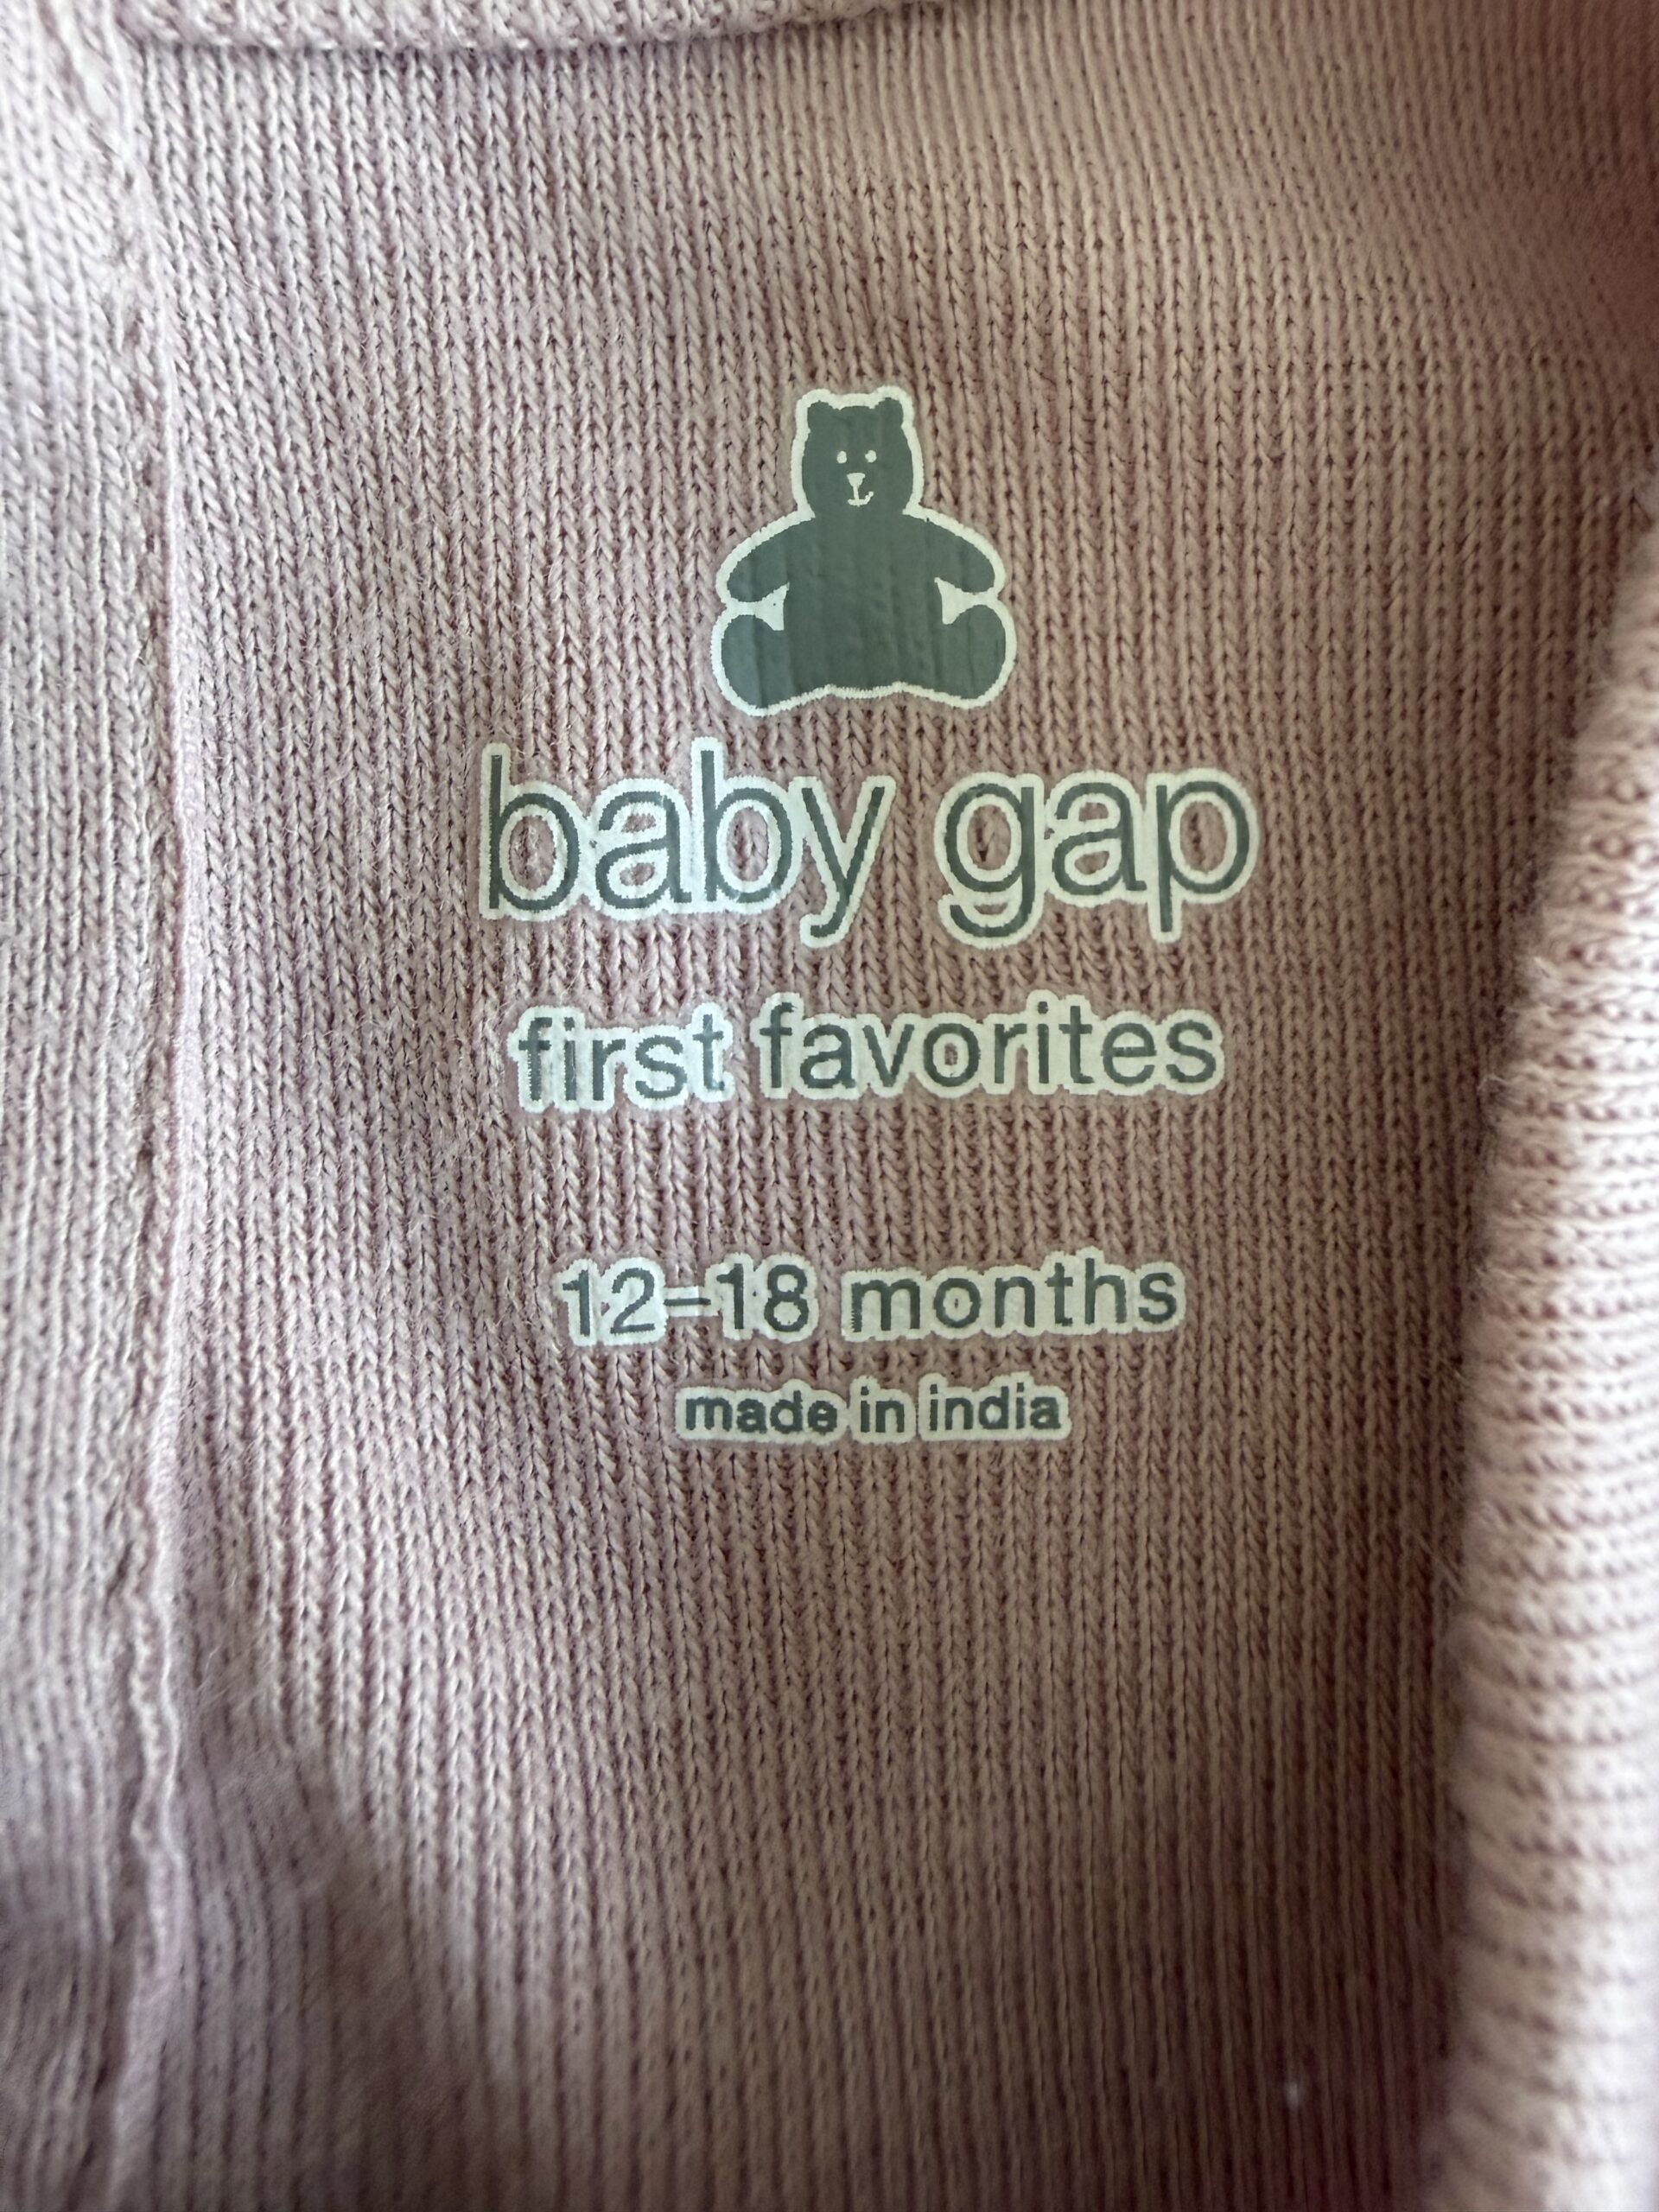 baby gap
first favorites
12-18 months
made in india